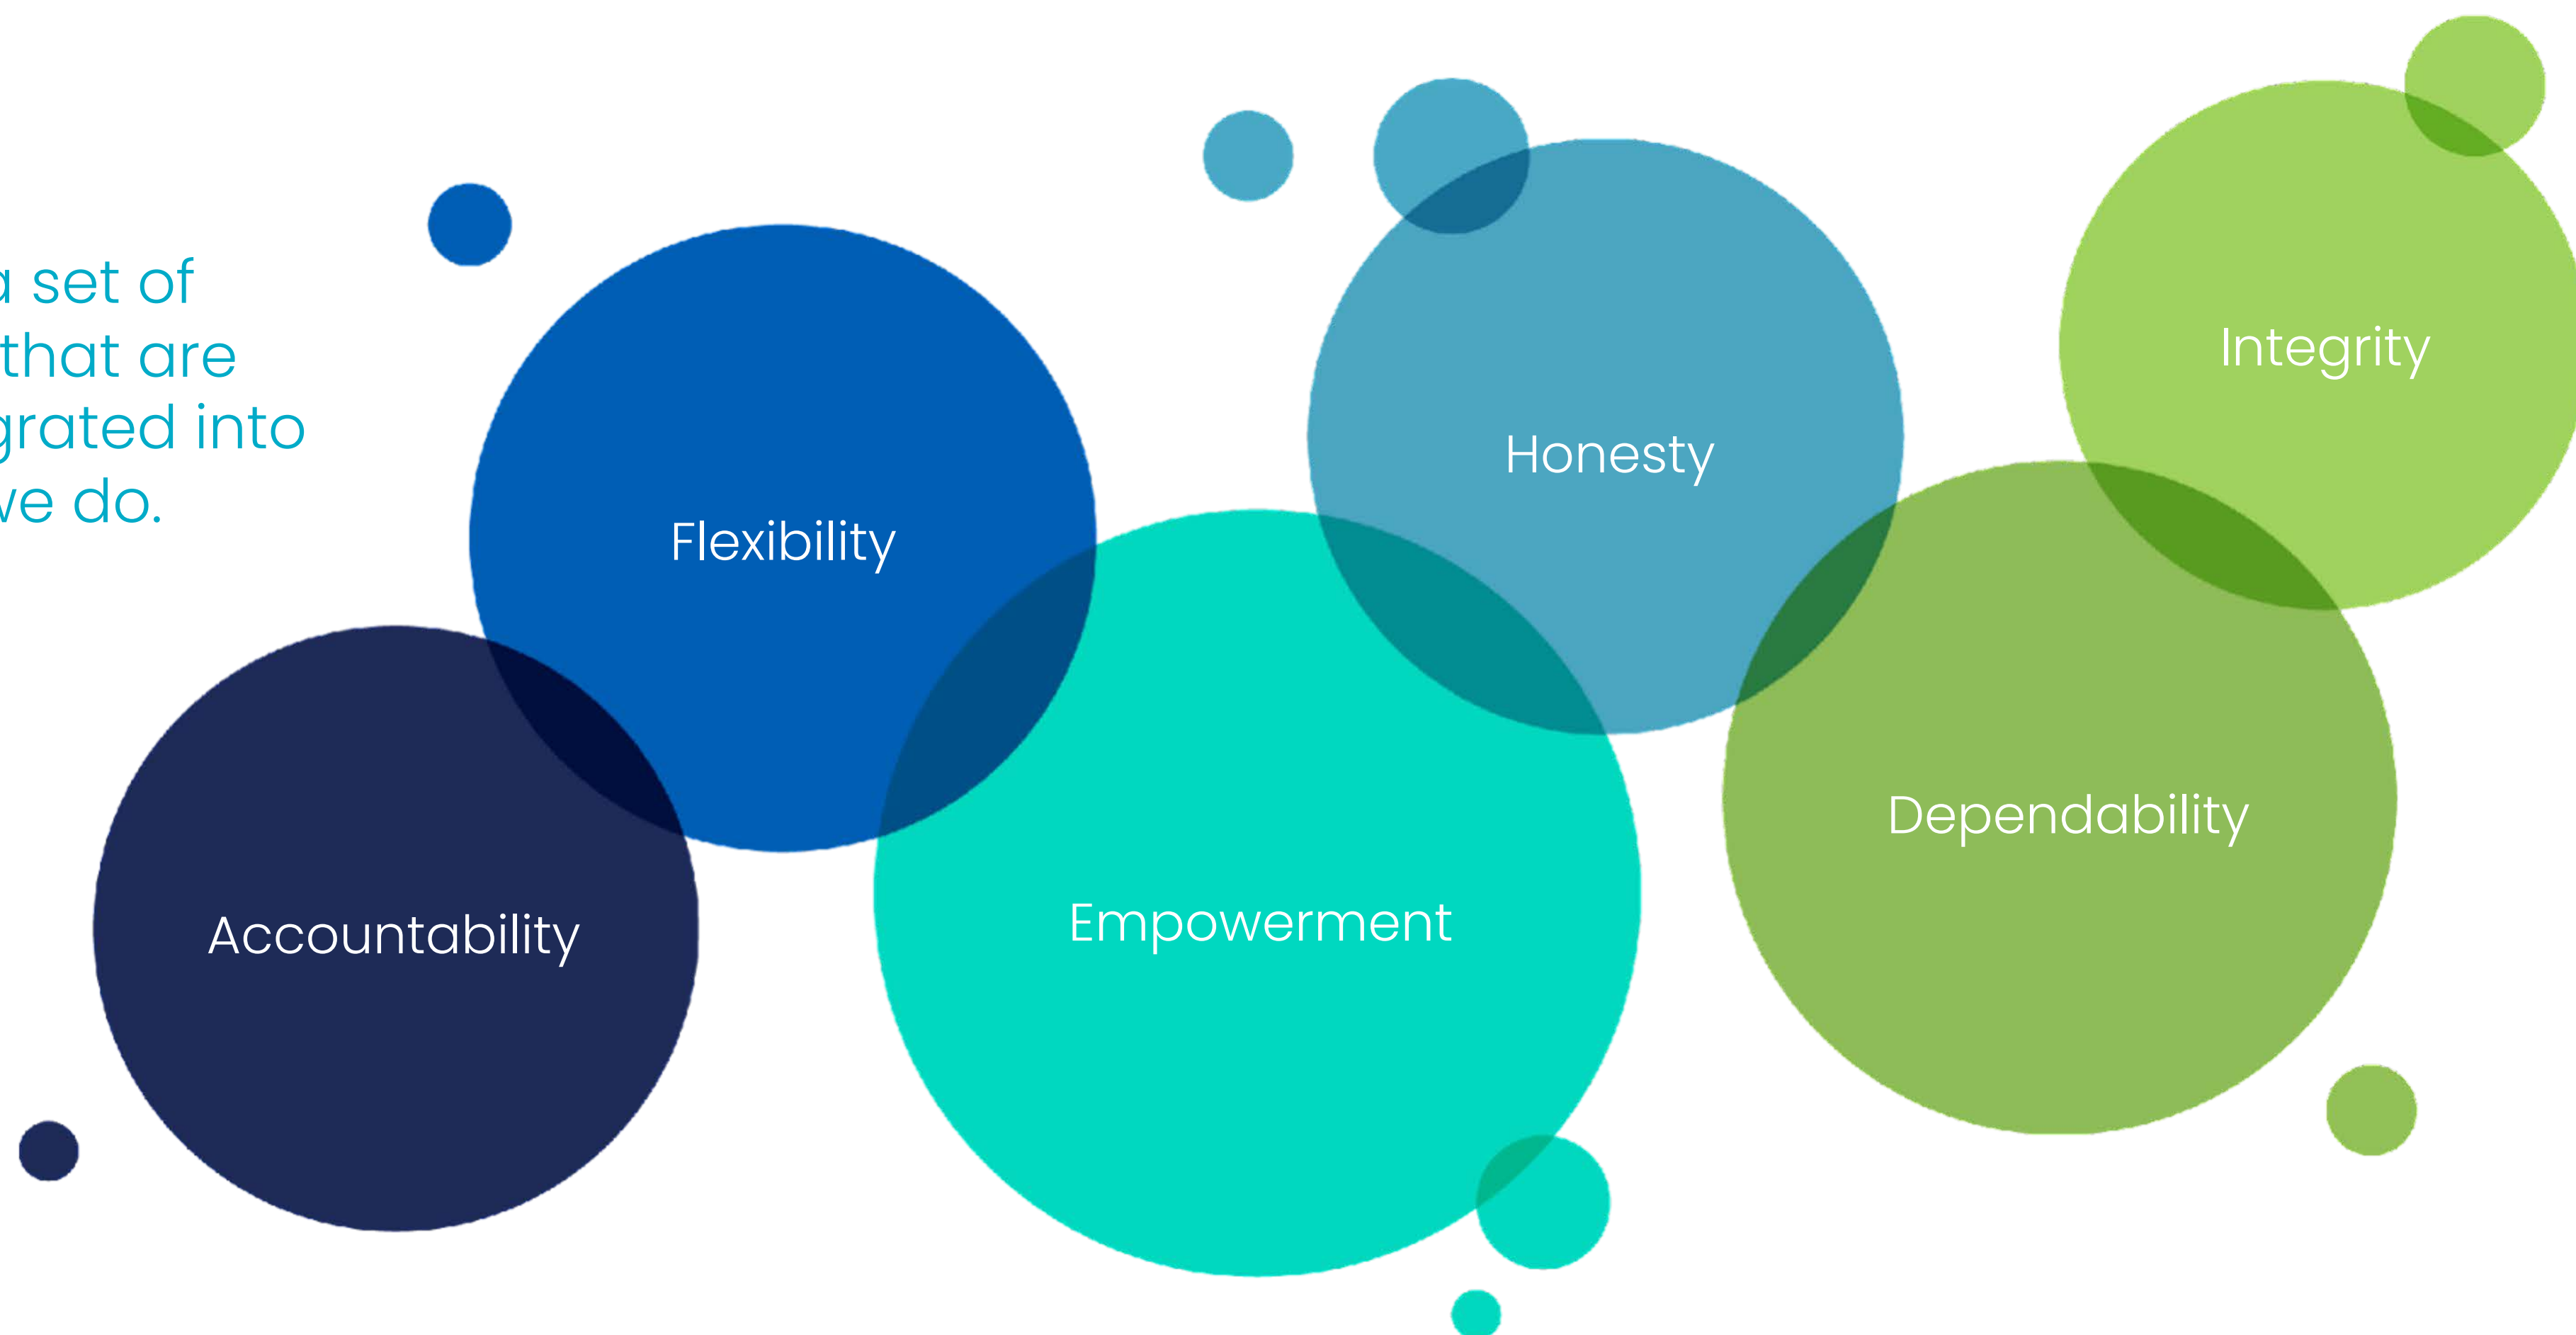 a set of
that are
grated into
we do.
Flexibility
Accountability
Empowerment
Honesty
Dependability
Integrity